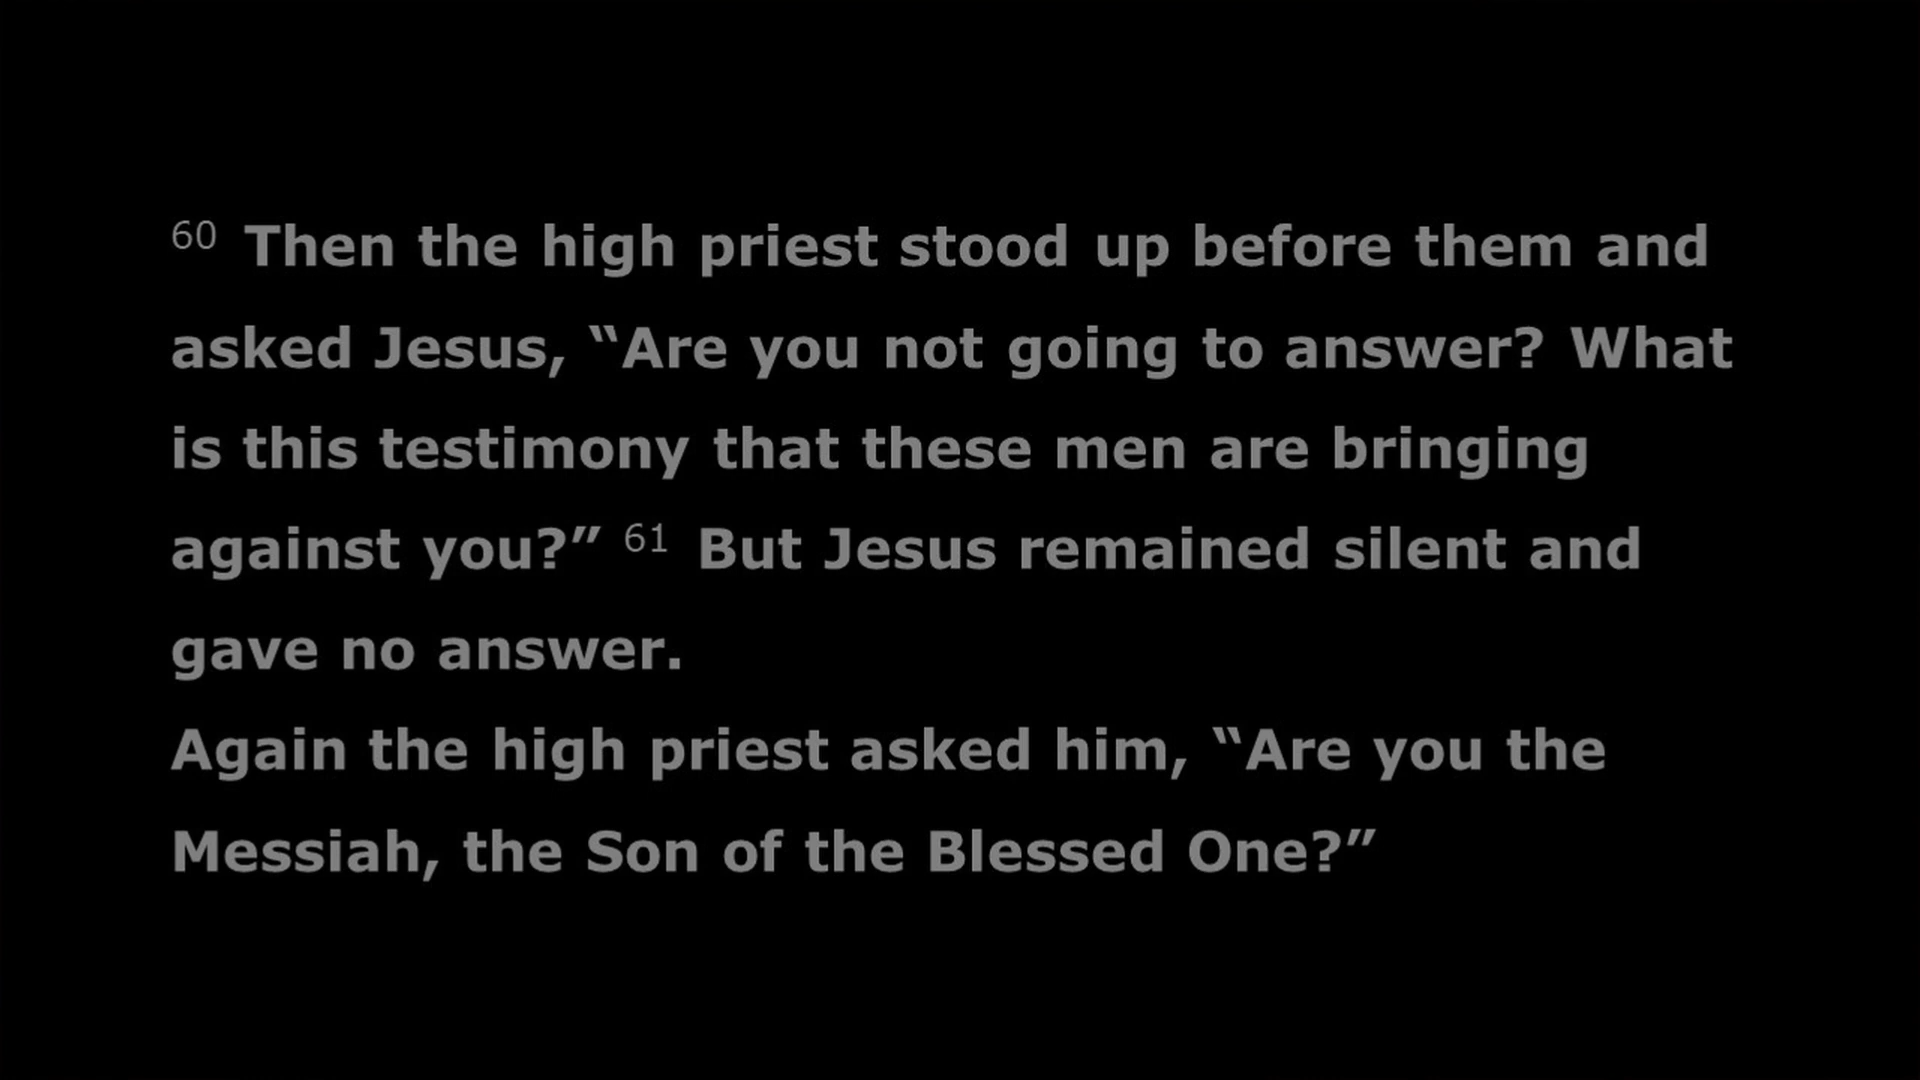 60 Then the high priest stood up before them and
asked Jesus, “Are you not going to answer? What
is this testimony that these men are bringing
against you?” 61 But Jesus remained silent and
gave no answer.
Again the high priest asked him, “Are you the
Messiah, the Son of the Blessed One?”